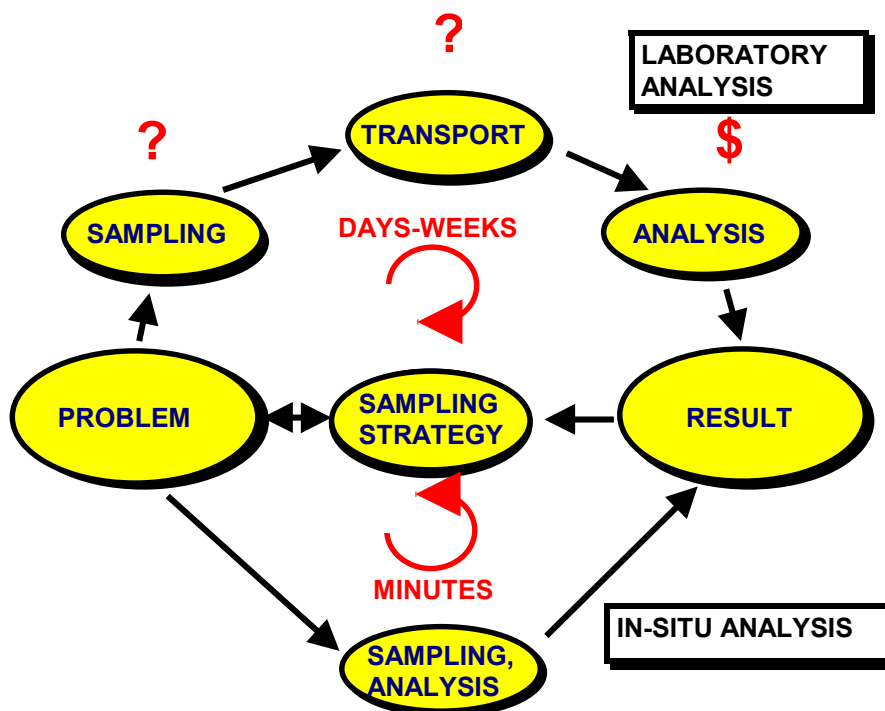 ?
LABORATORY
ANALYSIS
?
TRANSPORT
$
SAMPLING
DAYS-WEEKS
ANALYSIS
PROBLEM
SAMPLING
STRATEGY
RESULT
MINUTES
IN-SITU ANALYSIS
SAMPLING,
ANALYSIS